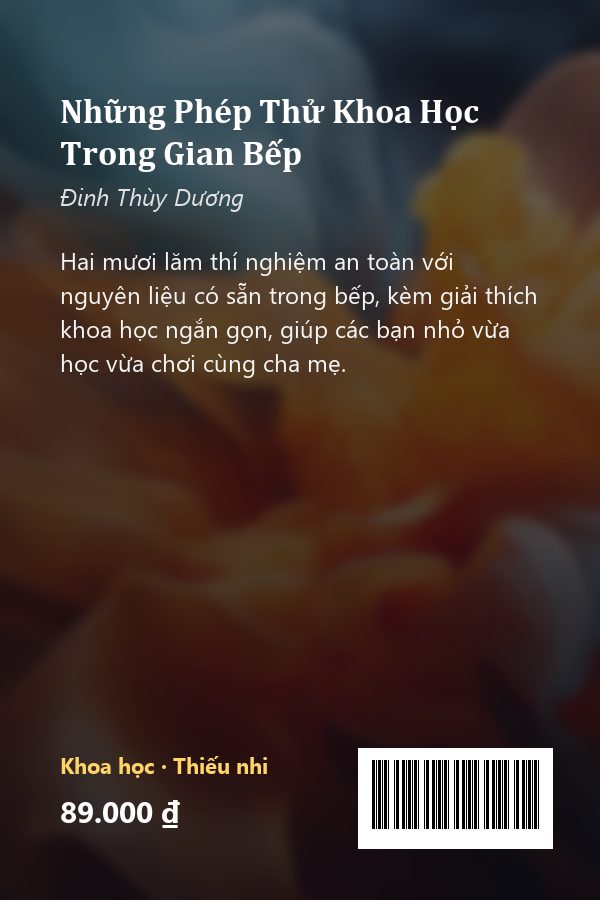 Những Phép Thử Khoa Học
Trong Gian Bếp
Đinh Thùy Dương
Hai mươi lăm thí nghiệm an toàn với
nguyên liệu có sẵn trong bếp, kèm giải thích
khoa học ngắn gọn, giúp các bạn nhỏ vừa
học vừa chơi cùng cha mẹ.
Khoa học · Thiếu nhi
89.000 ₫